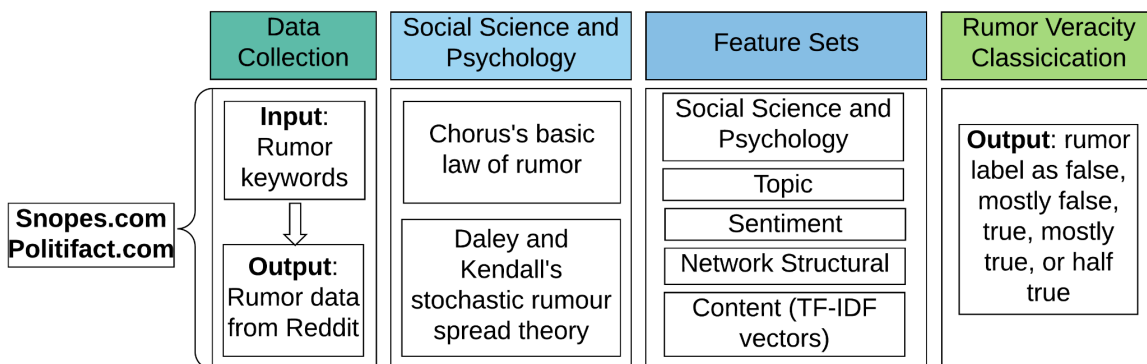 Data
Collection
Social Science and
Psychology
Feature Sets
Rumor Veracity
Classicication
Snopes.com
Politifact.com
Input:
Rumor
keywords
Output:
Rumor data
from Reddit
Chorus's basic
law of rumor
Daley and
Kendall's
stochastic rumour
spread theory
Social Science and
Psychology
Topic
Sentiment
Network Structural
Content (TF-IDF
vectors)
Output: rumor
label as false,
mostly false,
true, mostly
true, or half
true